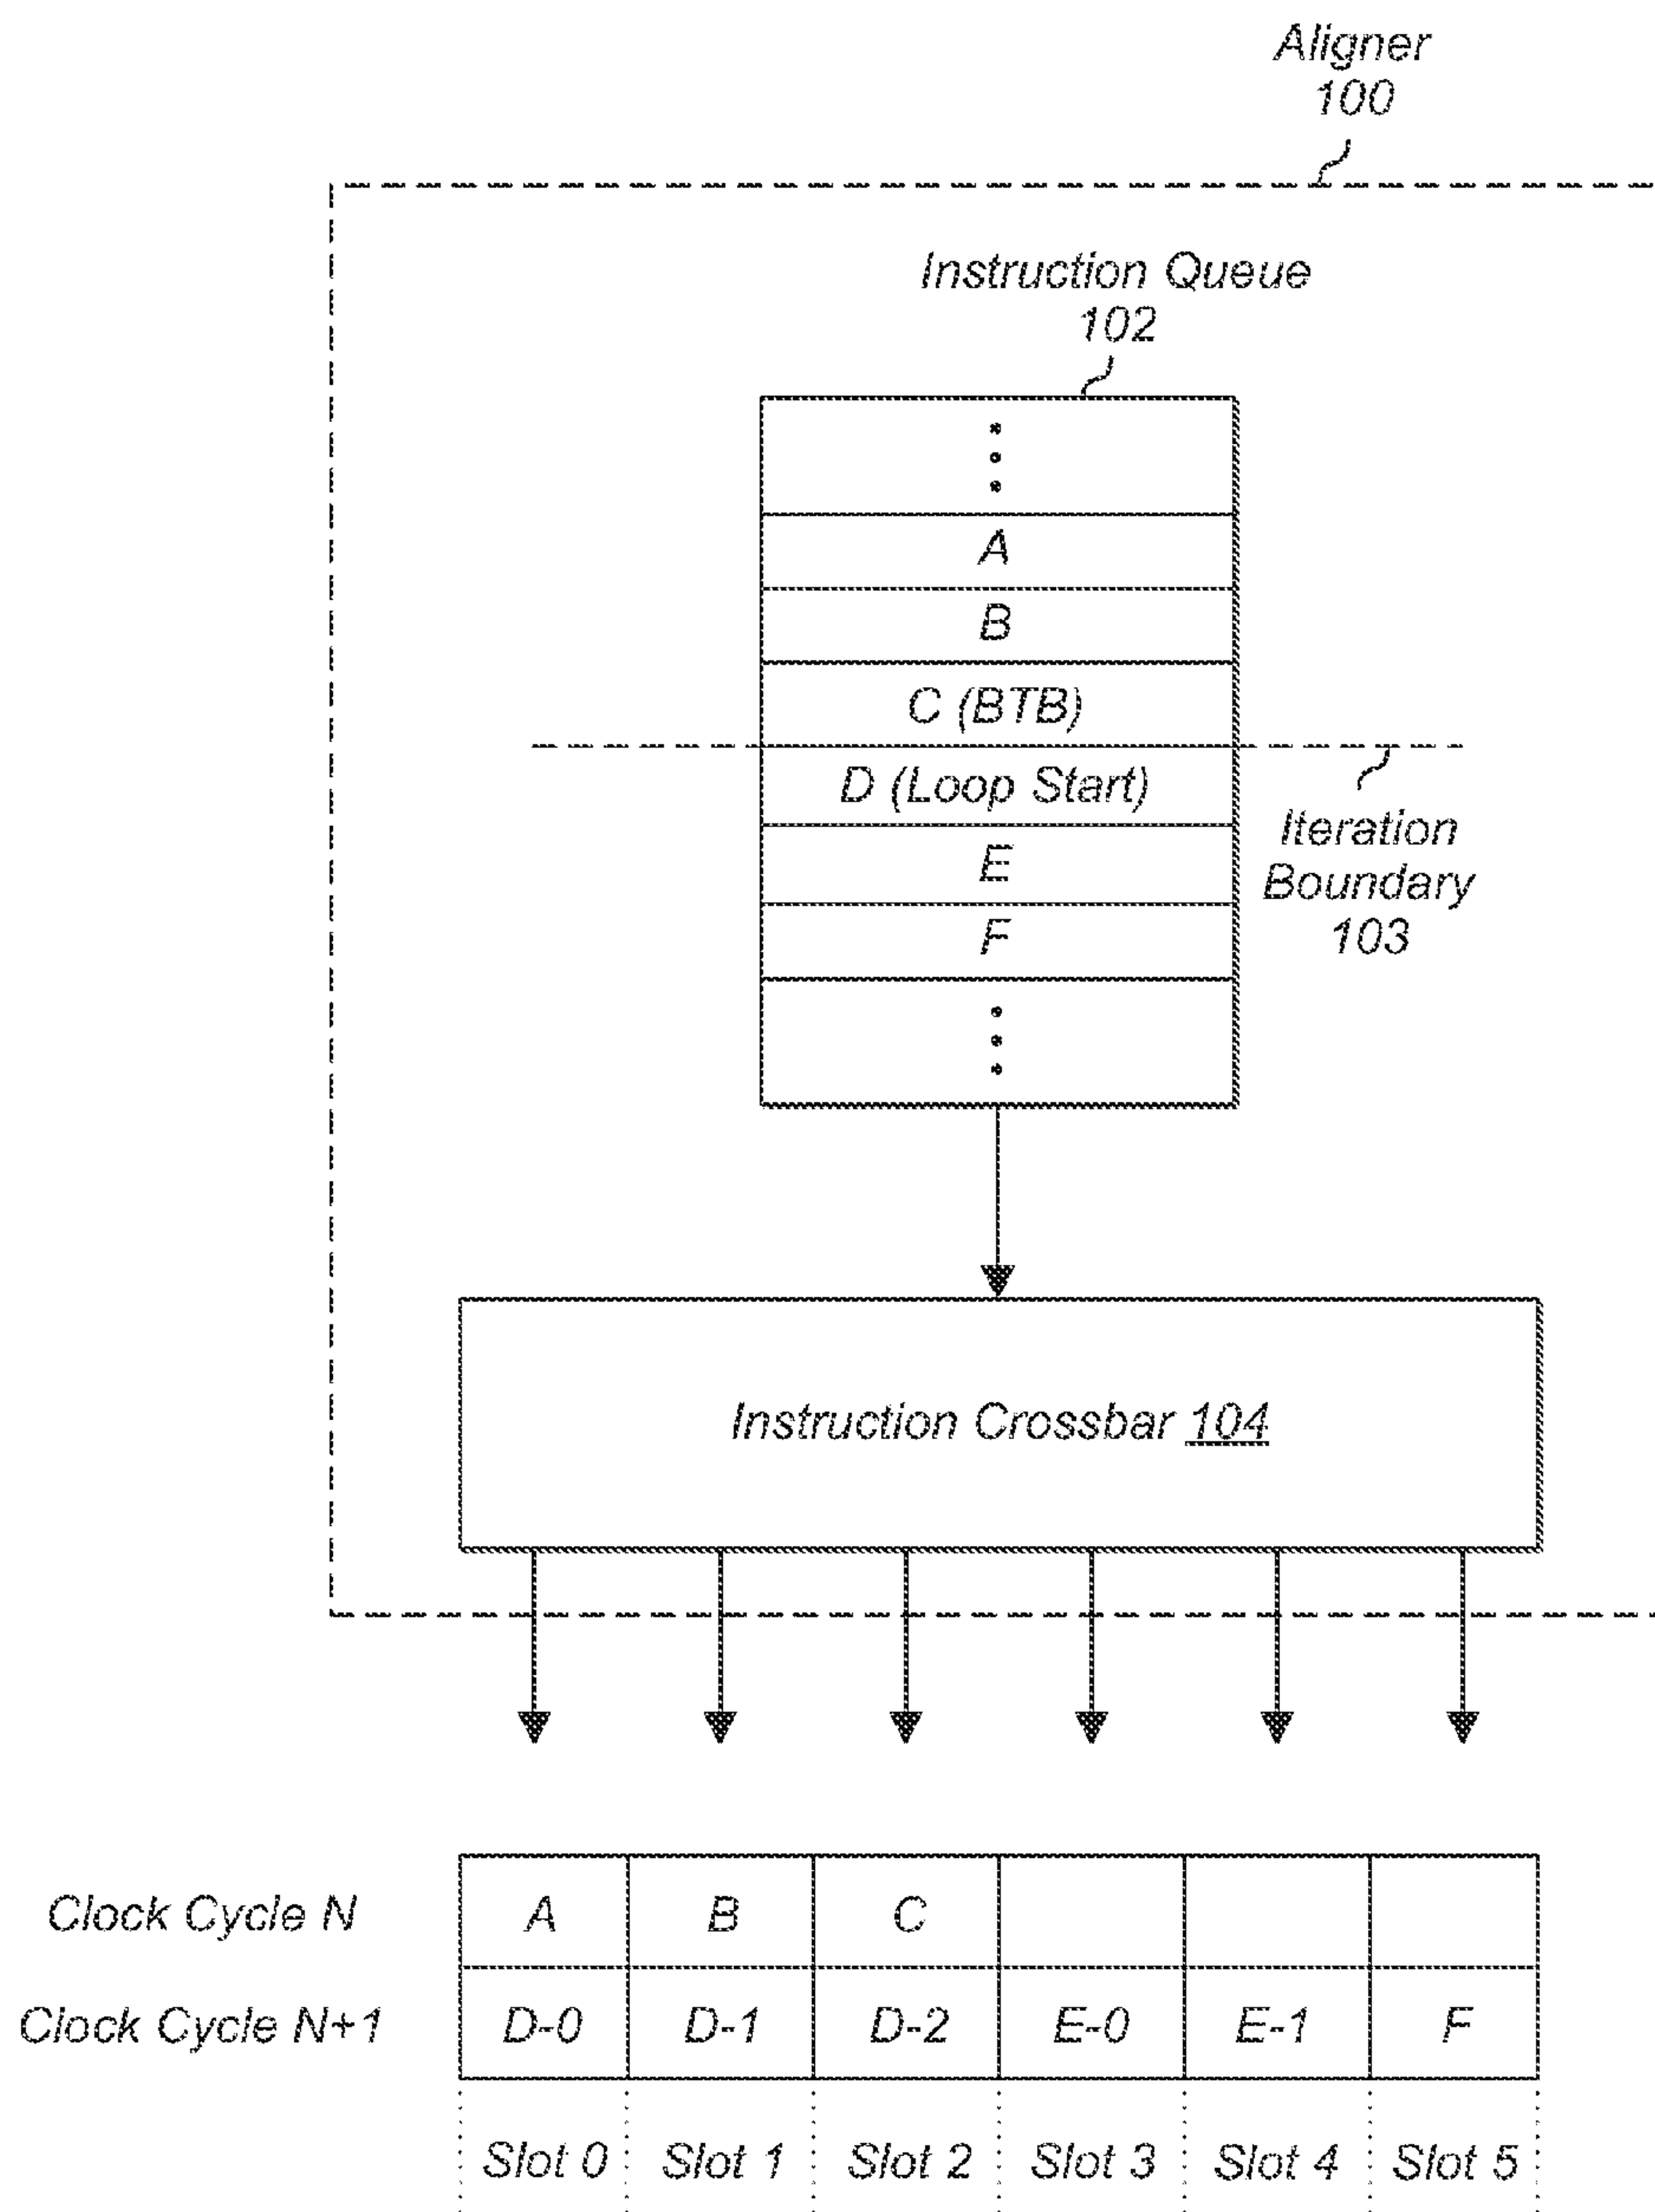 Aligner
100
Instruction Queue
102
A
B
C (BTB)
D (Loop Start)
E
F
Iteration
Boundary
103
Instruction Crossbar 104
Clock Cycle N A B C
Clock Cycle N+1 D-0 D-1 D-2 E-0 E-1 F
Slot 0 Slot 1 Slot 2 Slot 3 Slot 4 Slot 5